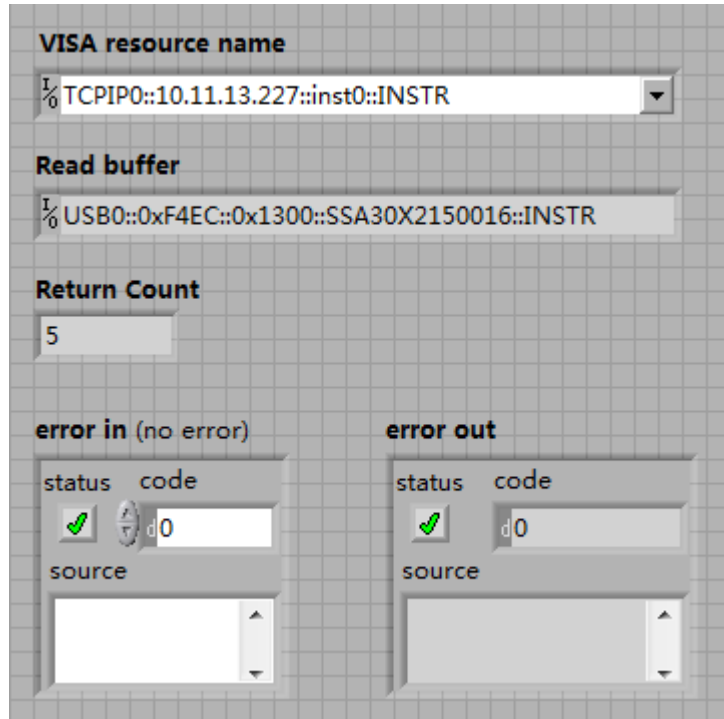 VISA resource name
I/O TCPIP0::10.11.13.227::inst0::INSTR
Read buffer
I/O USB0::0xF4EC::0x1300::SSA30X2150016::INSTR
Return Count
5
error in (no error)
error out
status code
status code
d 0
d 0
source
source